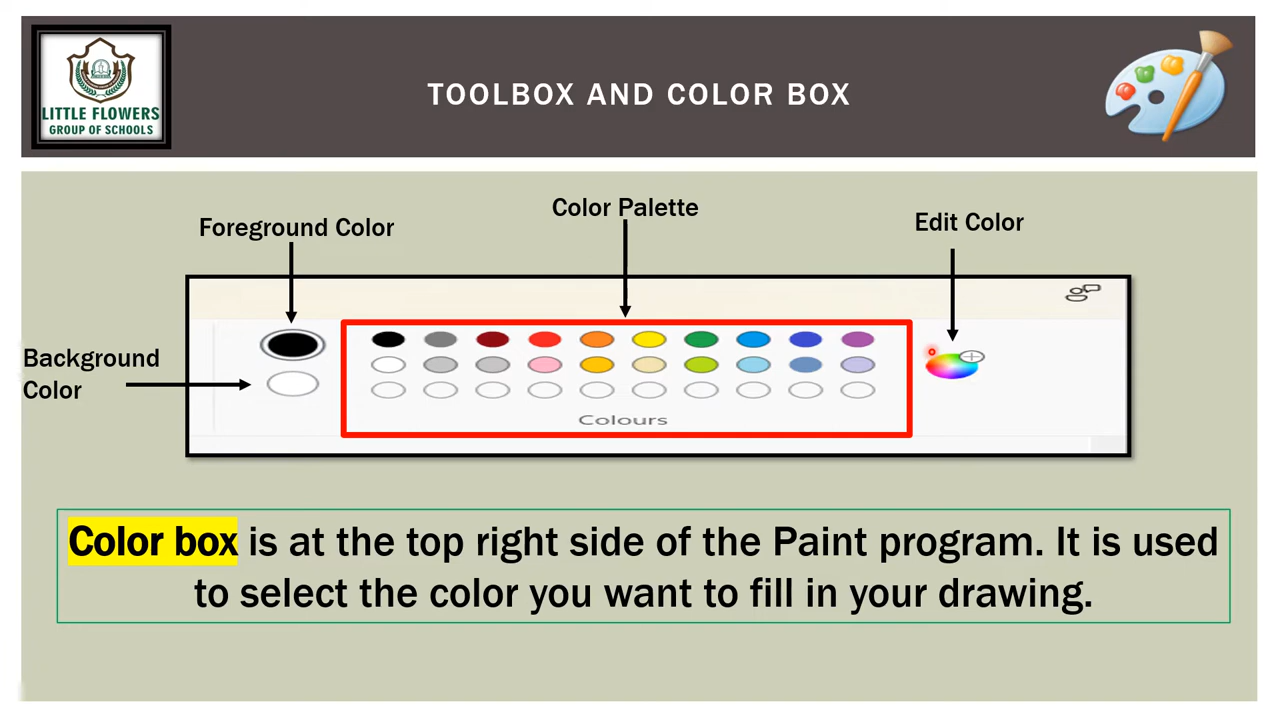 LITTLE FLOWERS
GROUP OF SCHOOLS
TOOLBOX AND COLOR BOX
Color Palette
Foreground Color
Edit Color
Background
Color
Colours
Color box is at the top right side of the Paint program. It is used
to select the color you want to fill in your drawing.